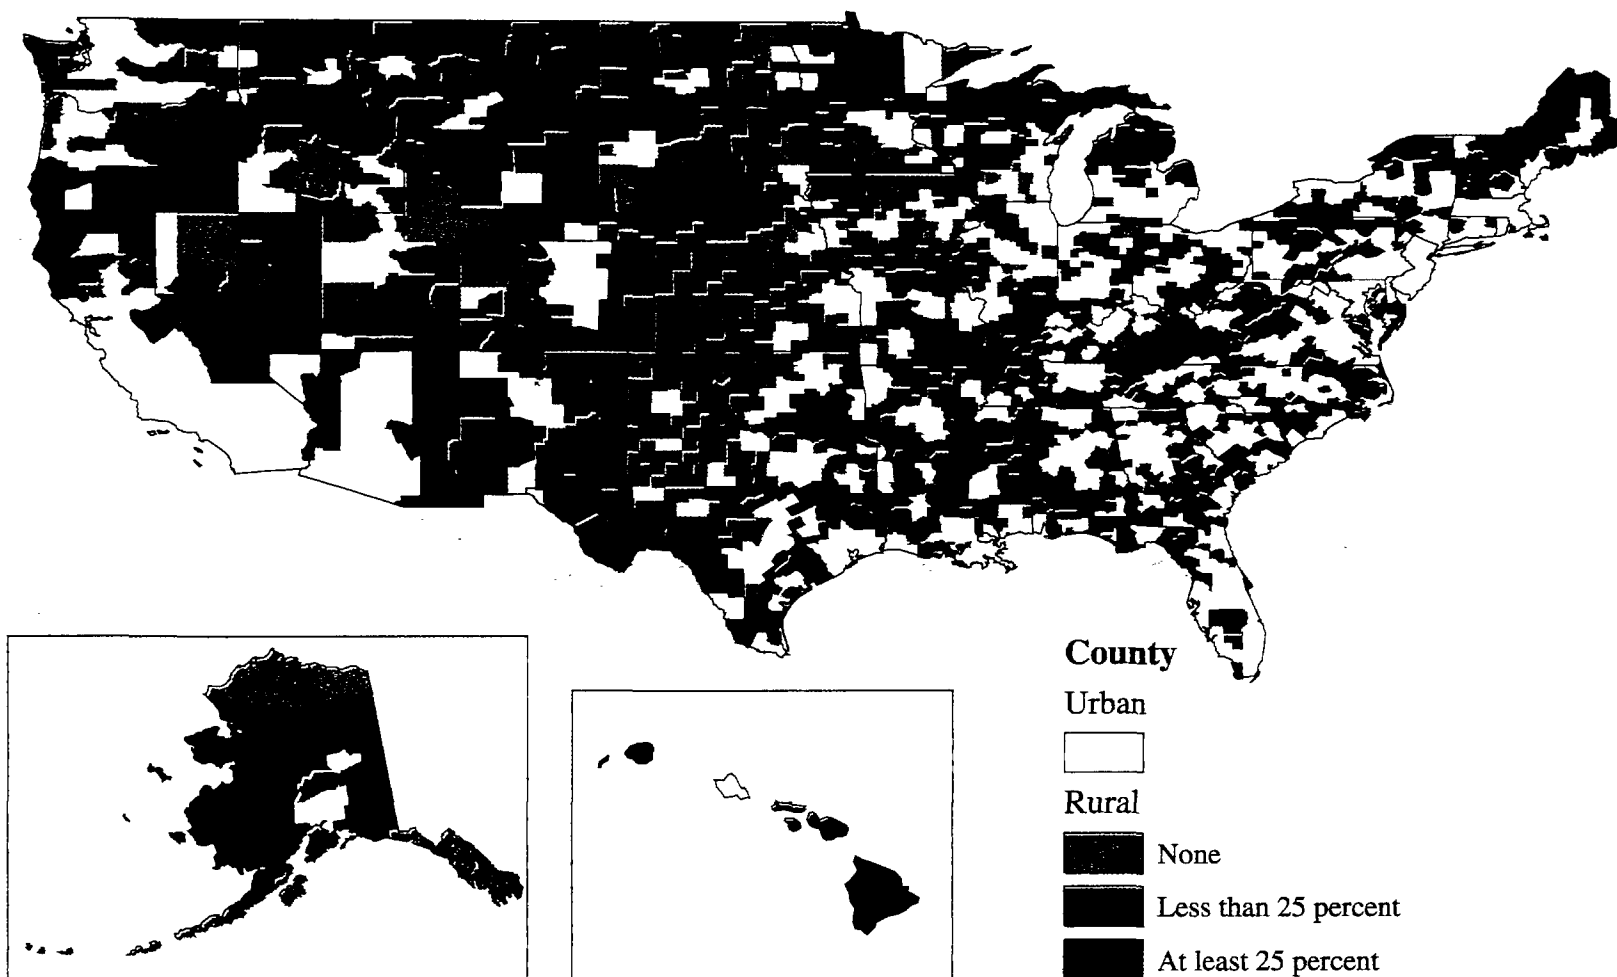 County
Urban
Rural
None
Less than 25 percent
At least 25 percent